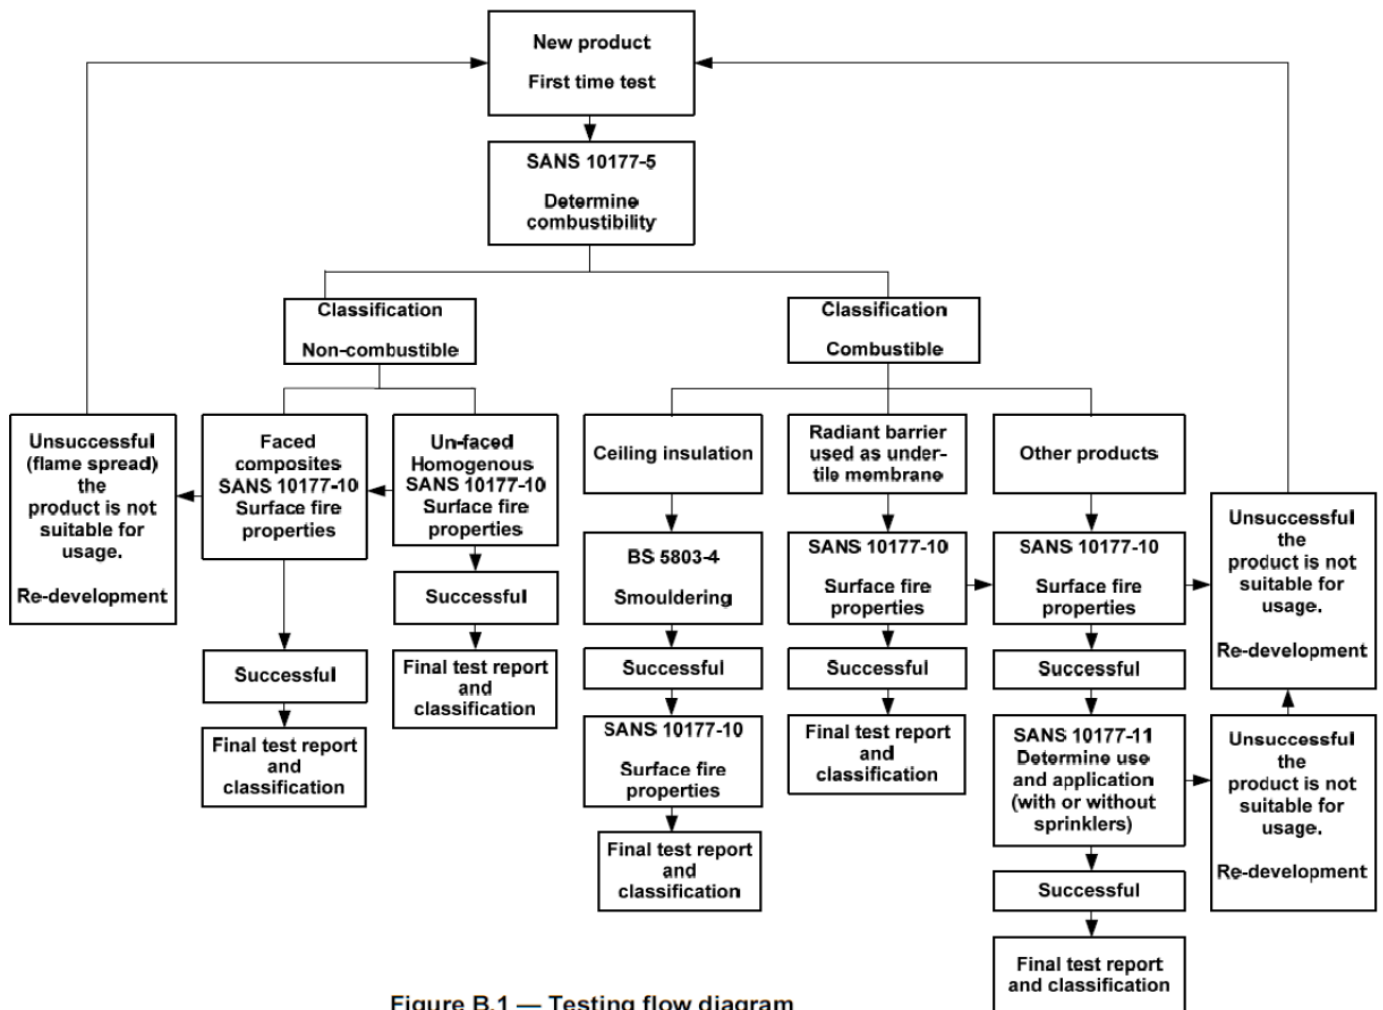 New product
First time test
SANS 10177-5
Determine
combustibility
Classification
Non-combustible
Classification
Combustible
Unsuccessful
(flame spread)
the
product is not
suitable for
usage.
Re-development
Faced
composites
SANS 10177-10
Surface fire
properties
Un-faced
Homogenous
SANS 10177-10
Surface fire
properties
Ceiling insulation
Radiant barrier
used as under-
tile membrane
Other products
Successful
Final test report
and
classification
Successful
Final test report
and
classification
BS 5803-4
Smouldering
Successful
SANS 10177-10
Surface fire
properties
Final test report
and
classification
SANS 10177-10
Surface fire
properties
Successful
Final test report
and
classification
SANS 10177-10
Surface fire
properties
Successful
SANS 10177-11
Determine use
and application
(with or without
sprinklers)
Successful
Final test report
and classification
Unsuccessful
the
product is not
suitable for
usage.
Re-development
Unsuccessful
the
product is not
suitable for
usage.
Re-development
Figure B.1 — Testing flow diagram